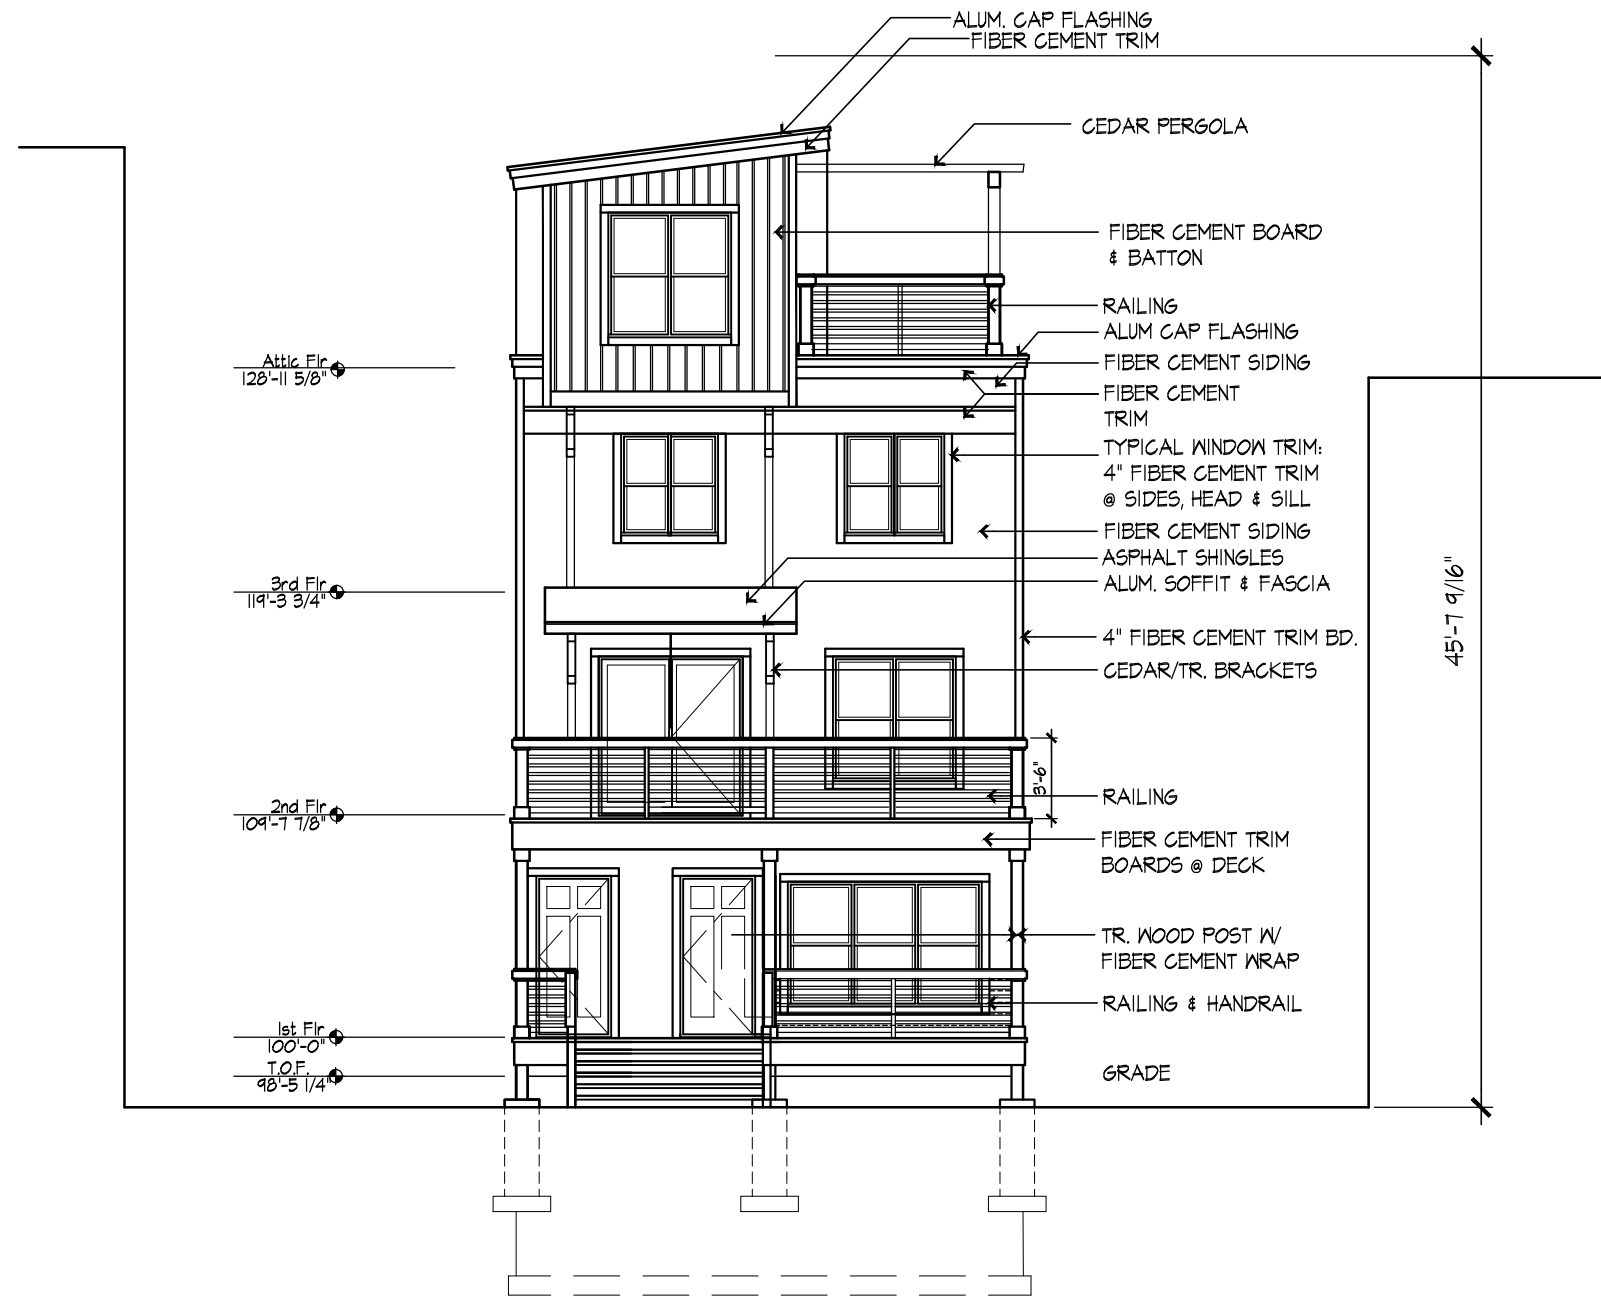 ALUM. CAP FLASHING
FIBER CEMENT TRIM
CEDAR PERGOLA
FIBER CEMENT BOARD
& BATTON
RAILING
ALUM CAP FLASHING
FIBER CEMENT SIDING
FIBER CEMENT
TRIM
TYPICAL WINDOW TRIM:
4" FIBER CEMENT TRIM
@ SIDES, HEAD & SILL
FIBER CEMENT SIDING
ASPHALT SHINGLES
ALUM. SOFFIT & FASCIA
4" FIBER CEMENT TRIM BD.
CEDAR/TR. BRACKETS
RAILING
FIBER CEMENT TRIM
BOARDS @ DECK
TR. WOOD POST W/
FIBER CEMENT WRAP
RAILING & HANDRAIL
GRADE
Attic Flr
128'-11 5/8"
3rd Flr
119'-3 3/4"
2nd Flr
109'-7 7/8"
1st Flr
100'-0"
T.O.F.
98'-5 1/4"
3'-6"
45'-7 9/16"